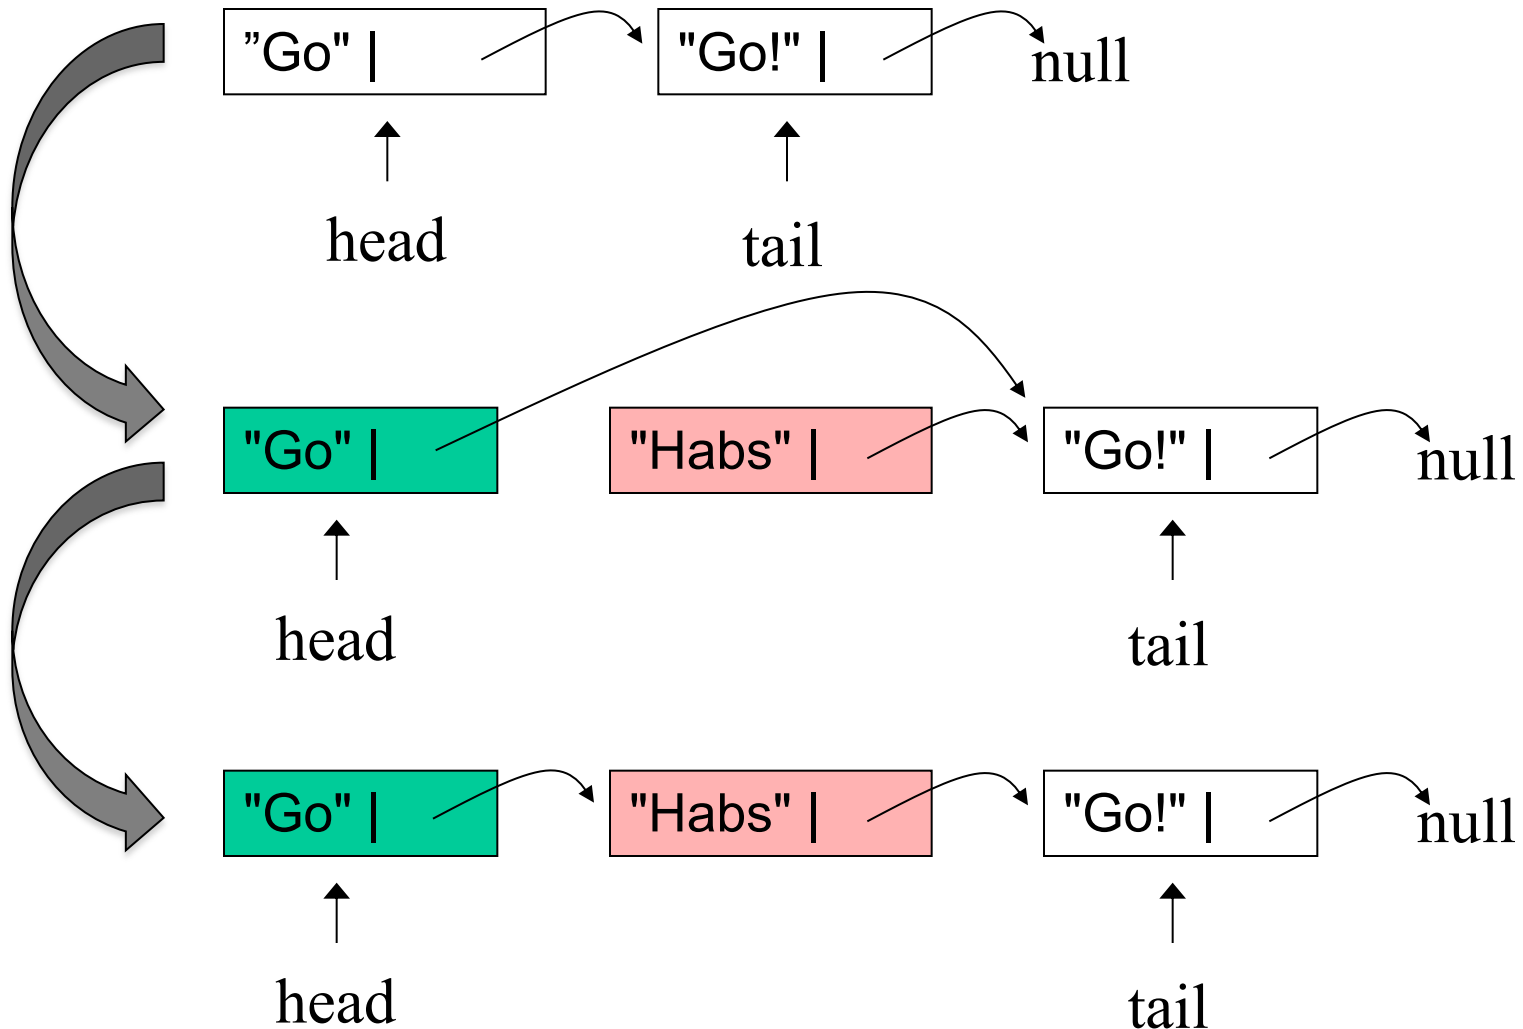 ”Go" | "Go!" | null
head tail
"Go" | "Habs" | "Go!" | null
head tail
"Go" | "Habs" | "Go!" | null
head tail